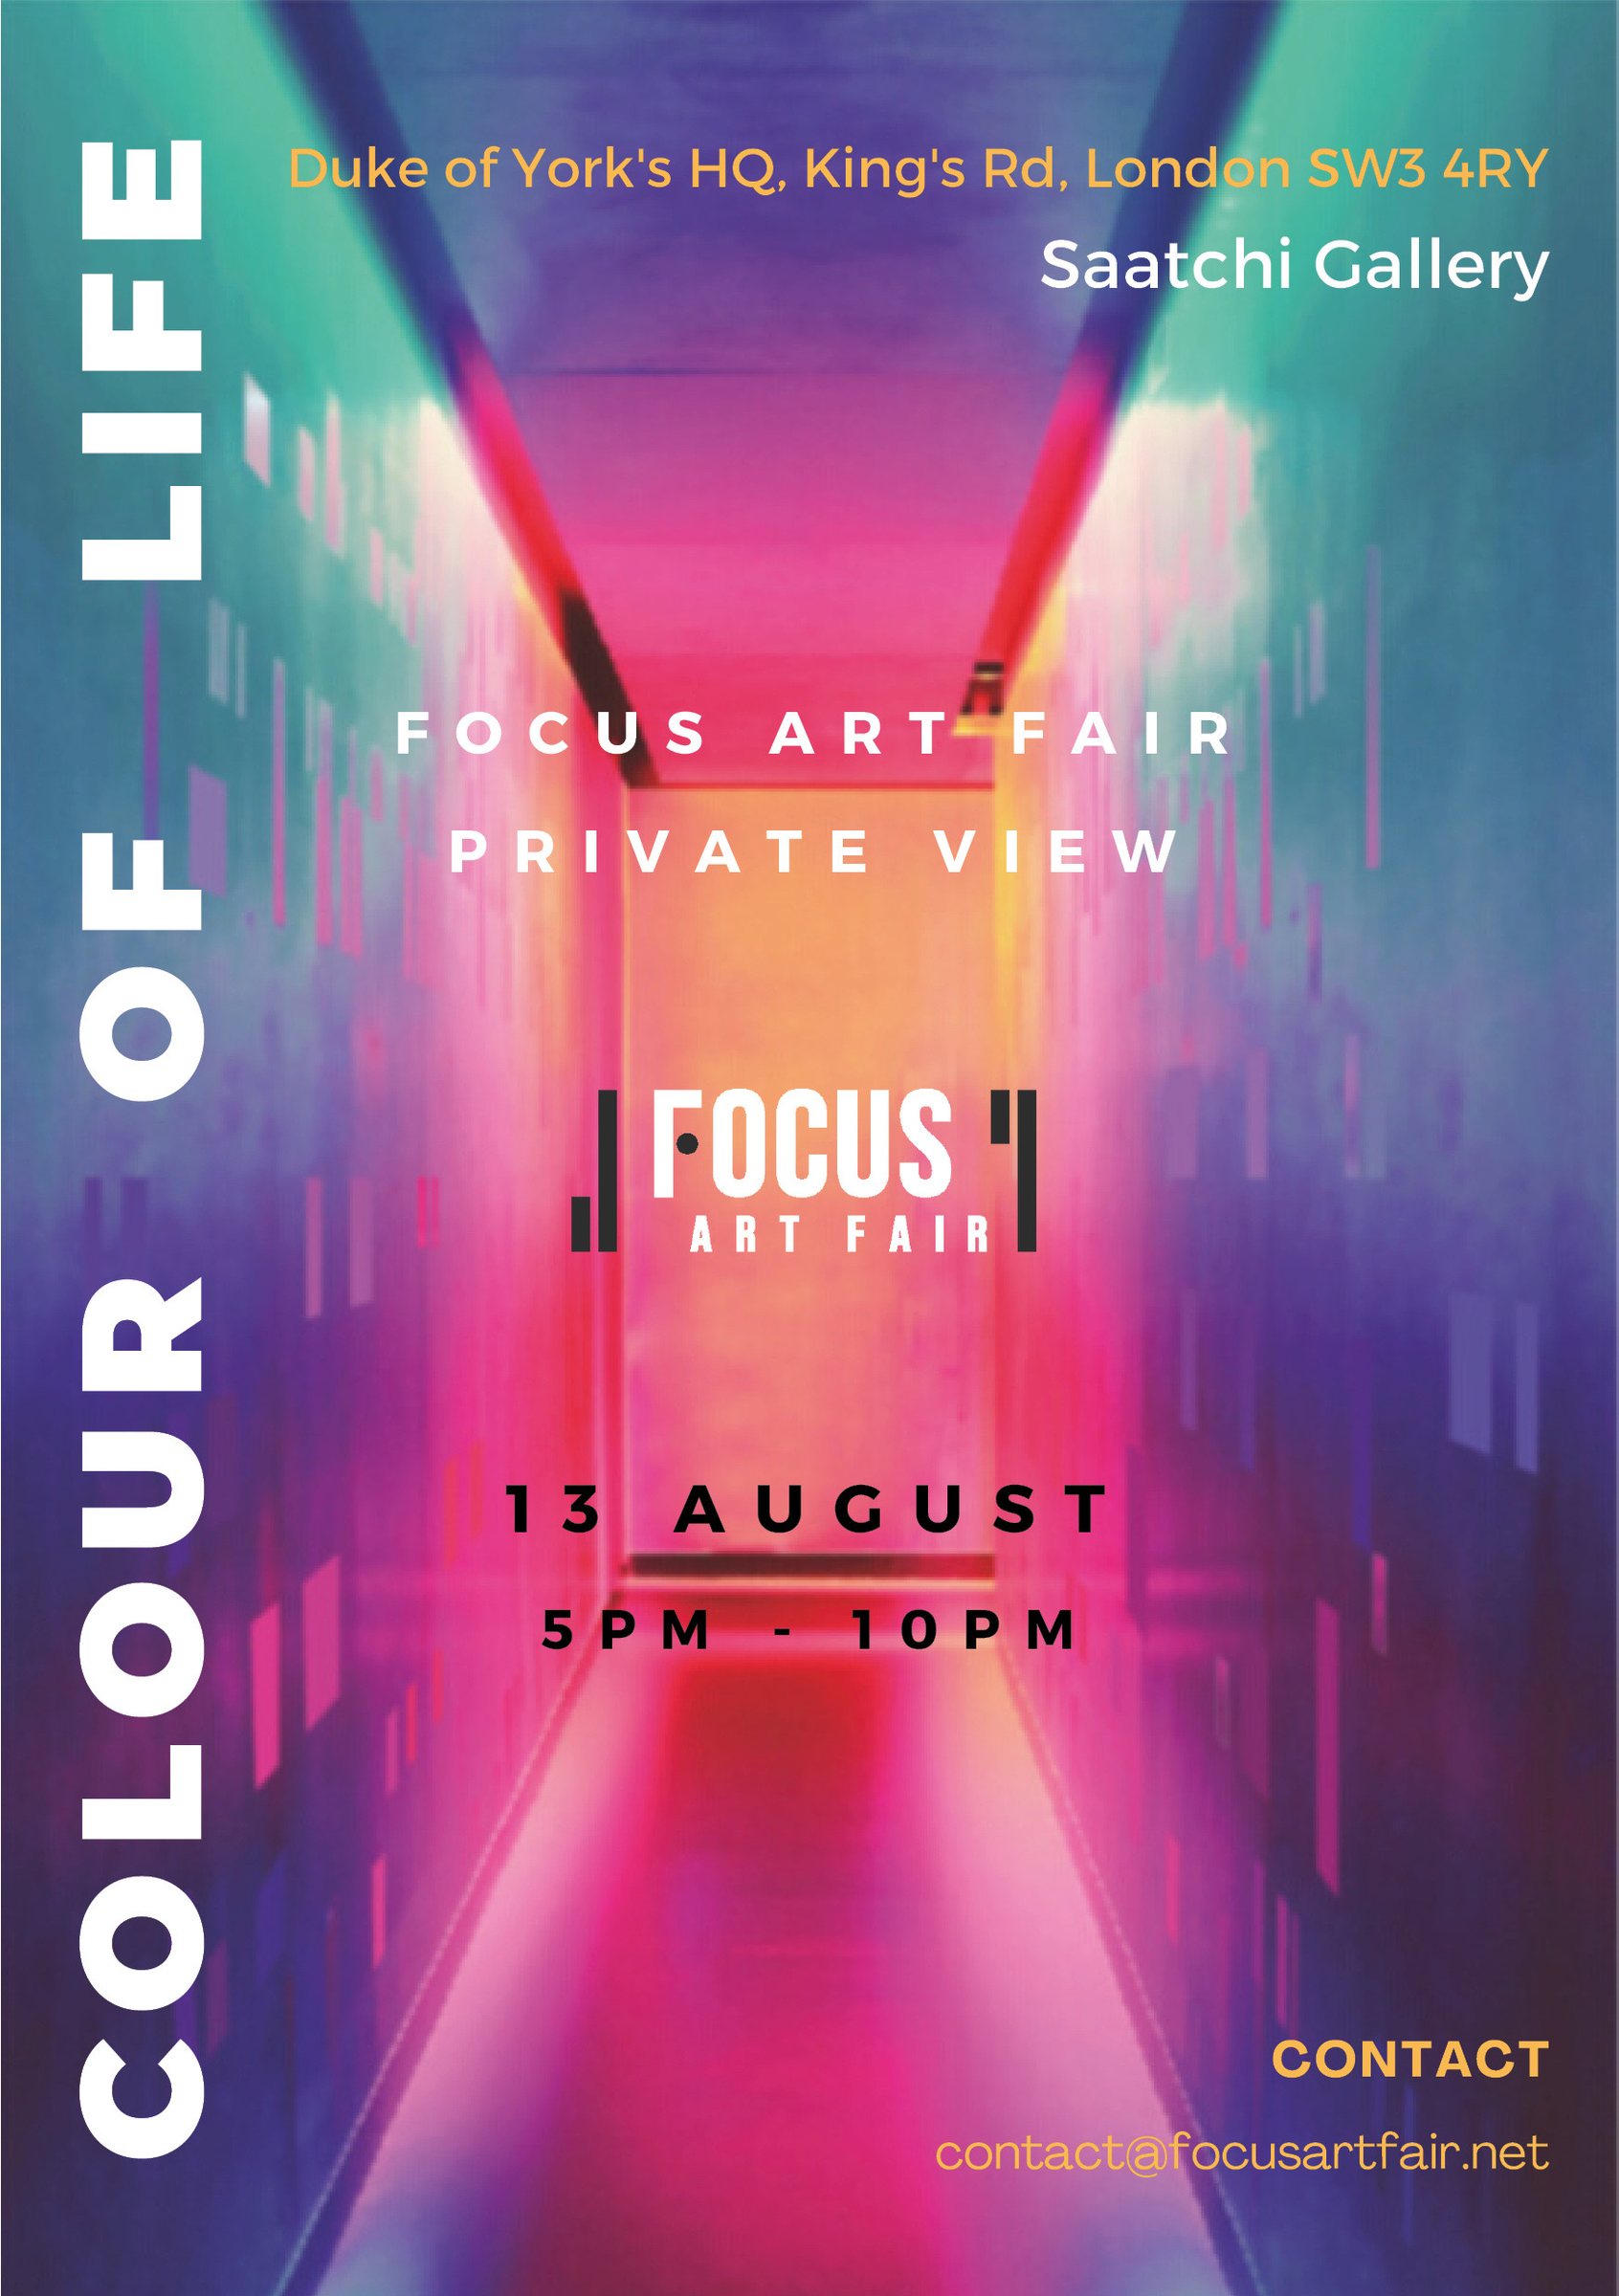 COLOUR OF LIFE
Duke of York's HQ, King's Rd, London SW3 4RY
Saatchi Gallery
FOCUS ART FAIR
PRIVATE VIEW
FOCUS
ART FAIR
13 AUGUST
5PM - 10PM
CONTACT
contact@focusartfair.net